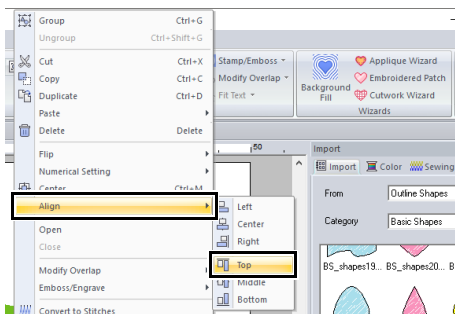 Group Ctrl+G
Ungroup Ctrl+Shift+G
Cut Ctrl+X
Copy Ctrl+C
Duplicate Ctrl+D
Paste
Delete Delete
Flip
Numerical Setting
Center Ctrl+M
Align
Open
Close
Modify Overlap
Emboss/Engrave
Convert to Stitches
Left
Center
Right
Top
Middle
Bottom
Stamp/Emboss
Modify Overlap
Fit Text
Background
Fill
Applique Wizard
Embroidered Patch
Cutwork Wizard
Wizards
50
Import
Import Color Sewing
From Outline Shapes
Category Basic Shapes
BS_shapes19... BS_shapes20... B